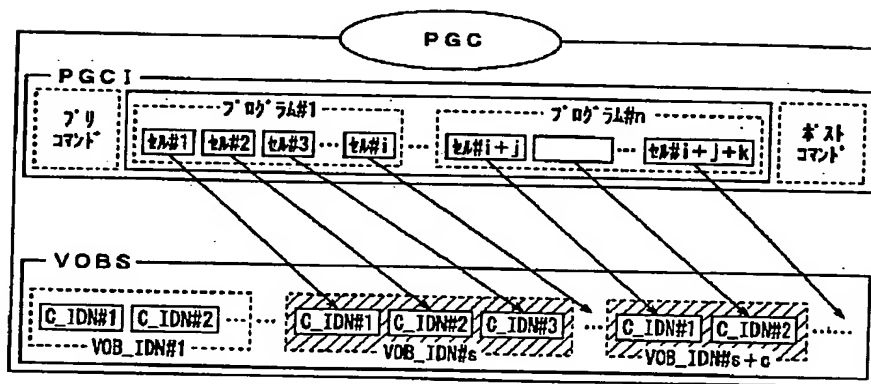 PGC
PGCI
プリ
コマンド
プログラム#1
セル#1 セル#2 セル#3 … セル#i
…
プログラム#n
セル#i+j … セル#i+j+k
ポスト
コマンド
VOBS
C_IDN#1 C_IDN#2 … …
VOB_IDN#1
C_IDN#1 C_IDN#2 C_IDN#3 …
VOB_IDN#s
C_IDN#1 C_IDN#2 ……
VOB_IDN#s+c